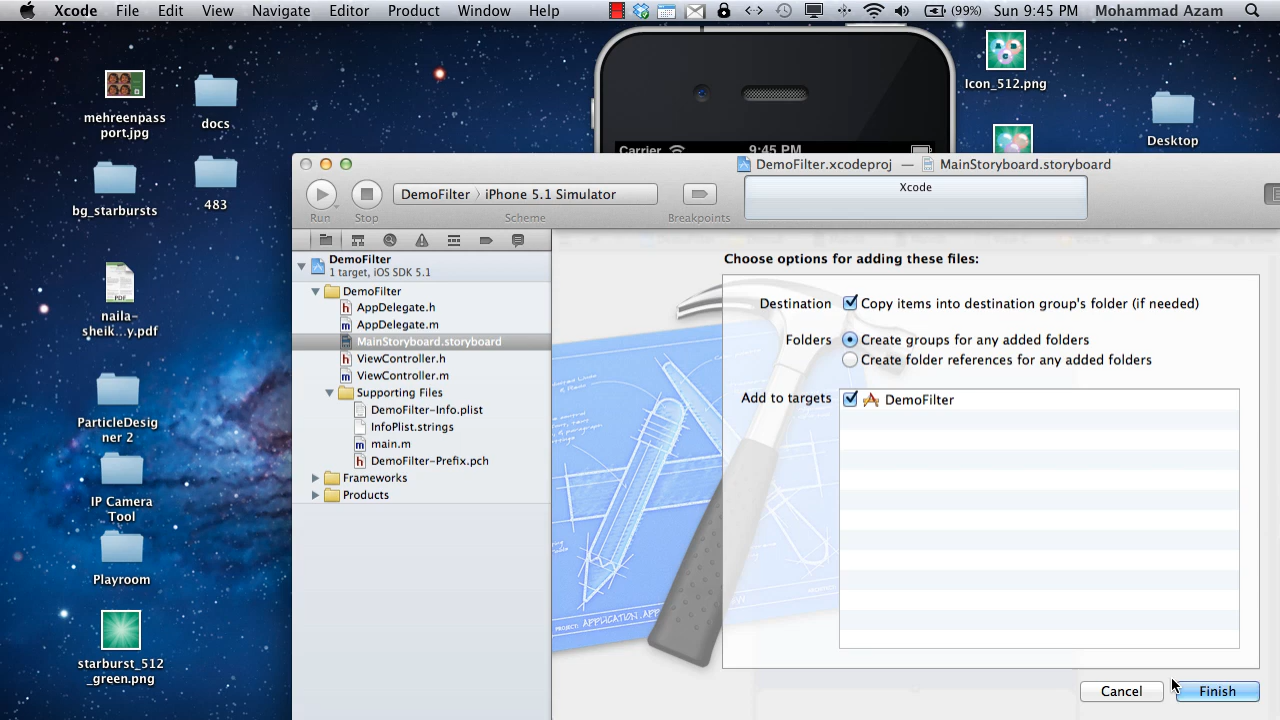 Xcode File Edit View Navigate Editor Product Window Help (99%) Sun 9:45 PM Mohammad Azam
mehreenpass
port.jpg
docs
bg_starbursts
483
naila-
sheik...y.pdf
PDF
ParticleDesig
ner 2
IP Camera
Tool
Playroom
starburst_512
_green.png
Icon_512.png
Desktop
Carrier 9:45 PM
DemoFilter.xcodeproj — MainStoryboard.storyboard
Run
Stop
DemoFilter 〉 iPhone 5.1 Simulator
Scheme
Breakpoints
Xcode
DemoFilter
1 target, iOS SDK 5.1
DemoFilter
h AppDelegate.h
m AppDelegate.m
MainStoryboard.storyboard
h ViewController.h
m ViewController.m
Supporting Files
DemoFilter-Info.plist
InfoPlist.strings
m main.m
h DemoFilter-Prefix.pch
Frameworks
Products
Choose options for adding these files:
Destination Copy items into destination group's folder (if needed)
Folders Create groups for any added folders
Create folder references for any added folders
Add to targets DemoFilter
PROJECT: APPLICATION.APP
Cancel Finish